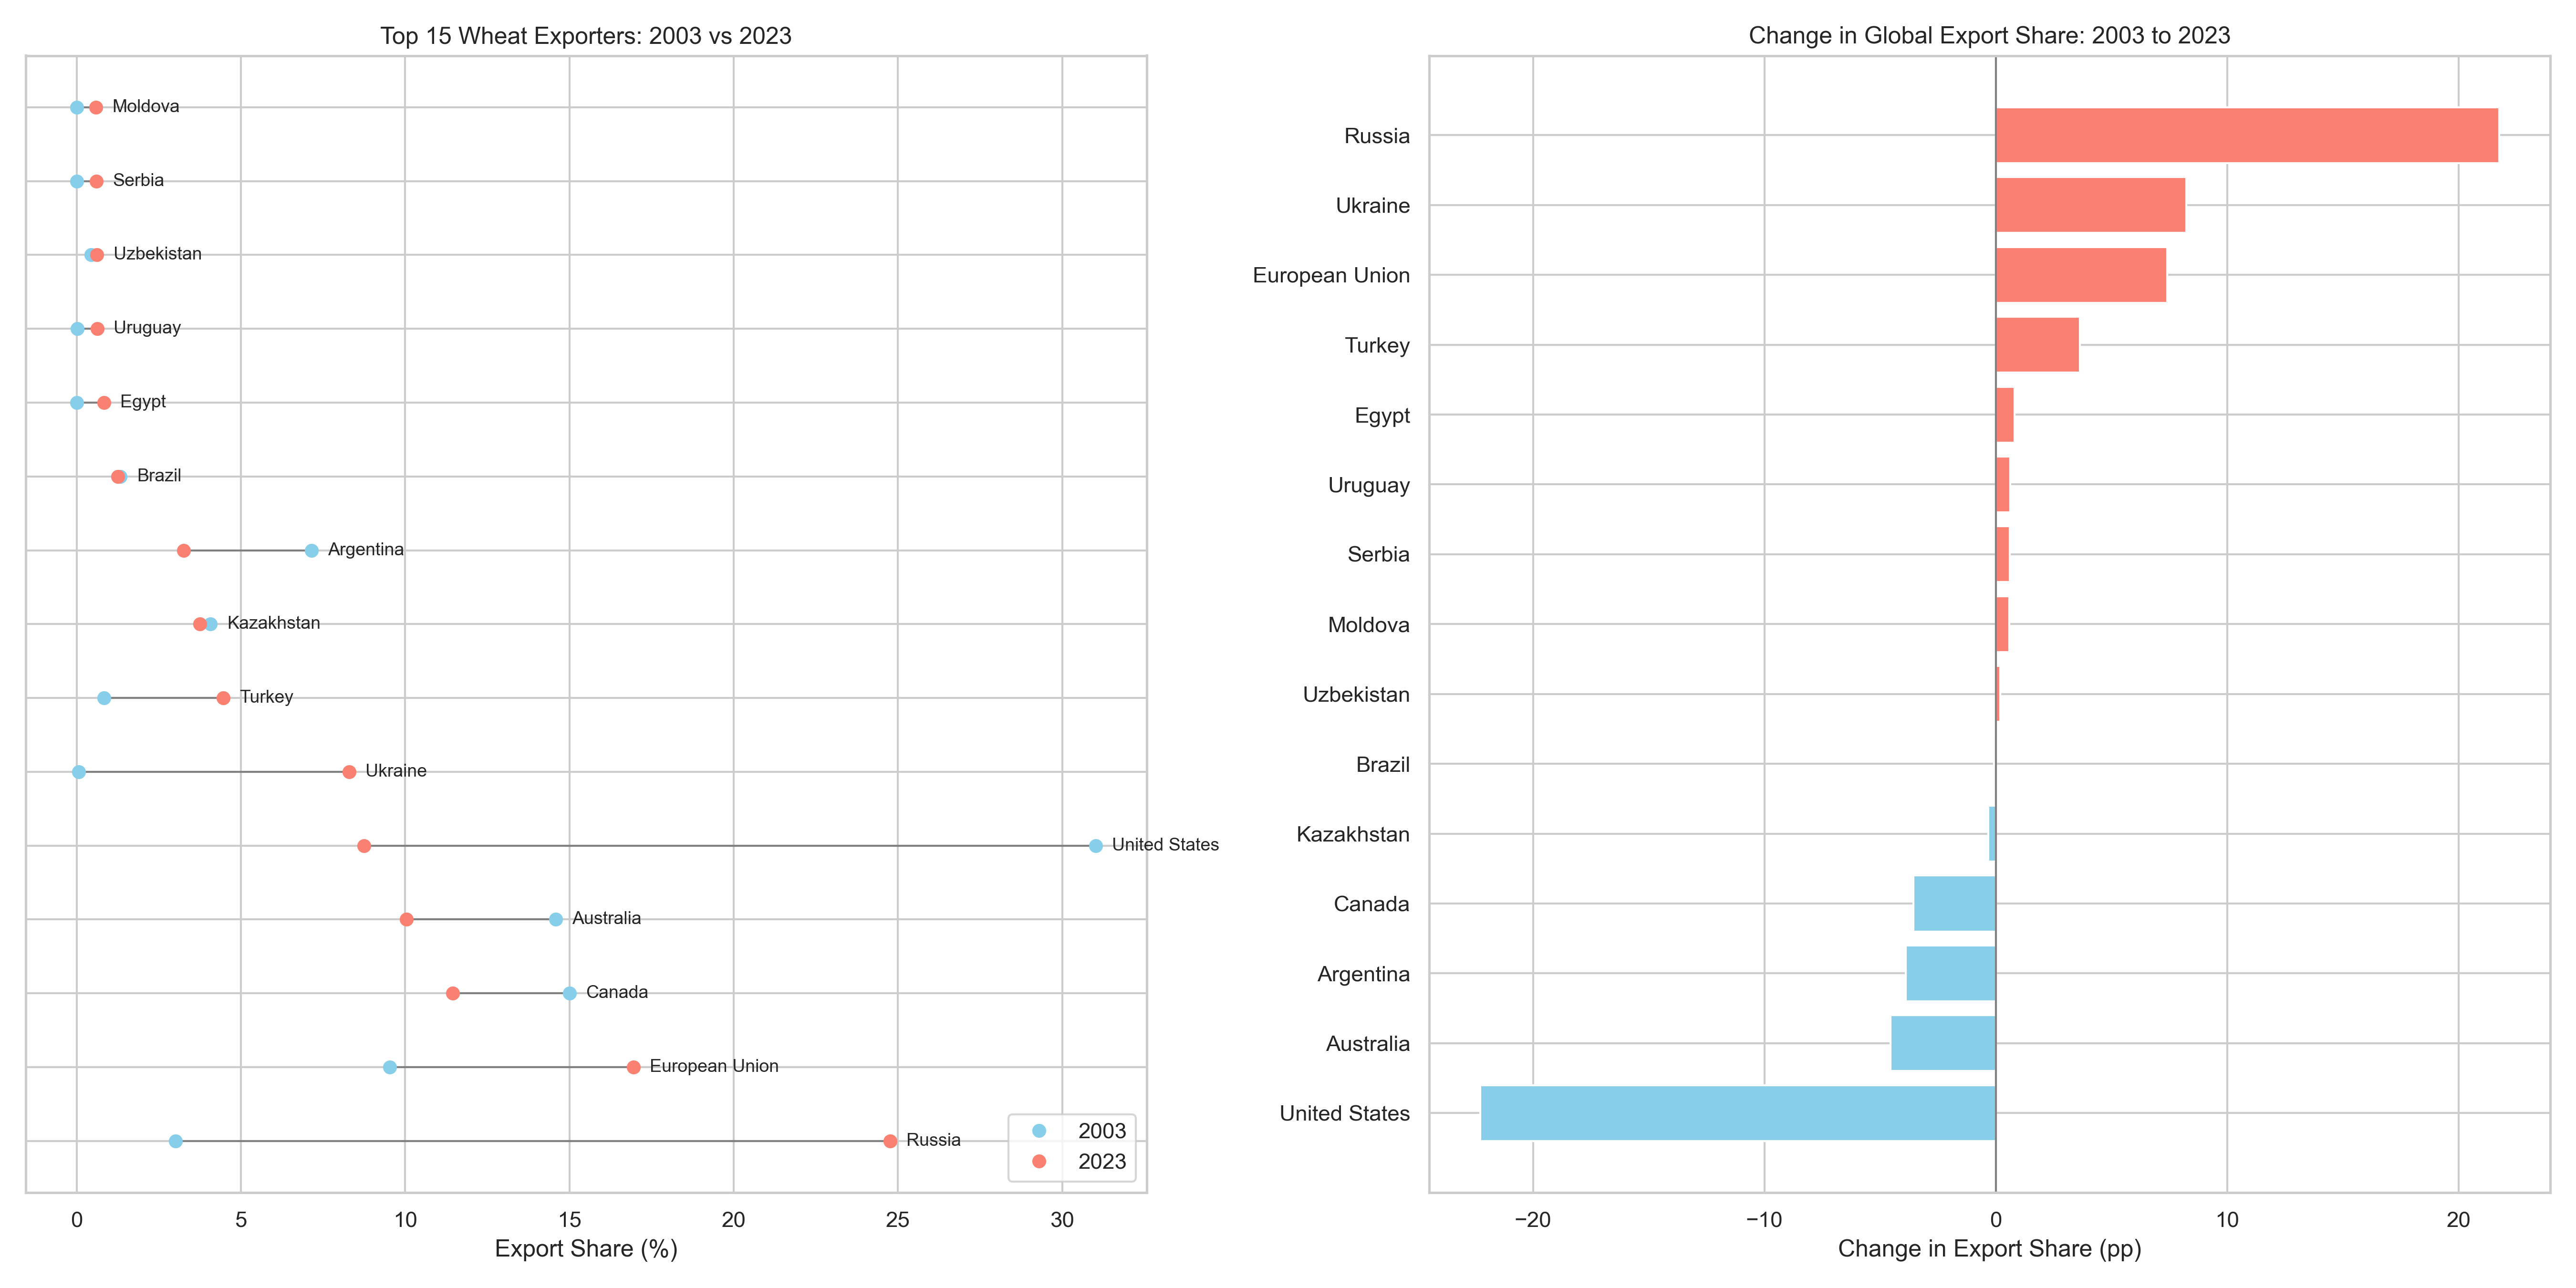 Top 15 Wheat Exporters: 2003 vs 2023
Moldova
Serbia
Uzbekistan
Uruguay
Egypt
Brazil
Argentina
Kazakhstan
Turkey
Ukraine
United States
Australia
Canada
European Union
Russia
2003
2023
0 5 10 15 20 25 30
Export Share (%)
Change in Global Export Share: 2003 to 2023
Russia
Ukraine
European Union
Turkey
Egypt
Uruguay
Serbia
Moldova
Uzbekistan
Brazil
Kazakhstan
Canada
Argentina
Australia
United States
−20 −10 0 10 20
Change in Export Share (pp)